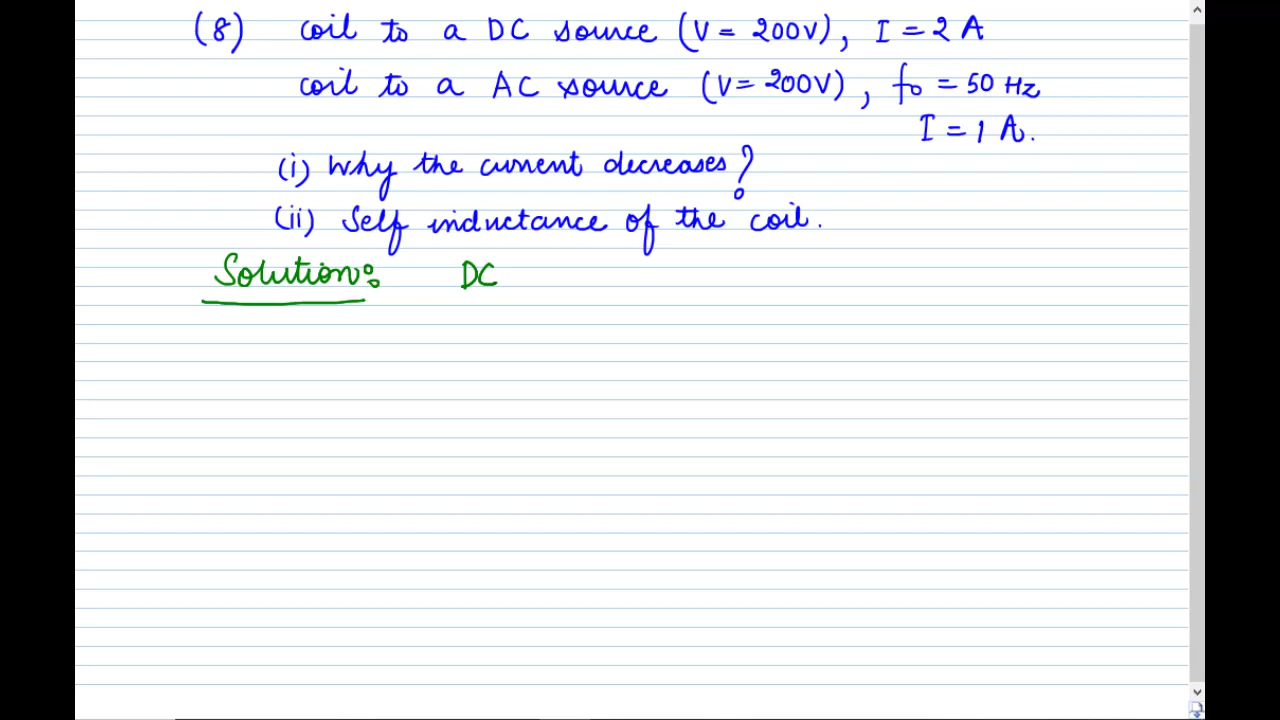 (8) coil to a DC source (V = 200V), I = 2 A
coil to a AC source (V = 200V), f₀ = 50 Hz
I = 1 A.
(i) Why the current decreases?
(ii) Self inductance of the coil.
Solution: DC